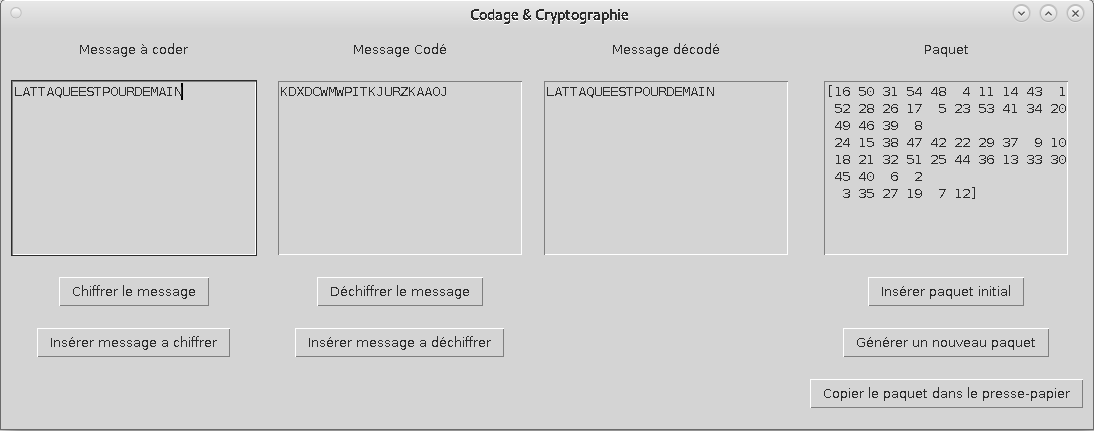 Codage & Cryptographie
Message à coder
Message Codé
Message décodé
Paquet
LATTAQUEESTPOURDEMAIN
KDXDCWMWPITKJURZKAAOJ
LATTAQUEESTPOURDEMAIN
[16 50 31 54 48 4 11 14 43 1
52 28 26 17 5 23 53 41 34 20
49 46 39 8
24 15 38 47 42 22 29 37 9 10
18 21 32 51 25 44 36 13 33 30
45 40 6 2
3 35 27 19 7 12]
Chiffrer le message
Déchiffrer le message
Insérer paquet initial
Insérer message a chiffrer
Insérer message a déchiffrer
Générer un nouveau paquet
Copier le paquet dans le presse-papier